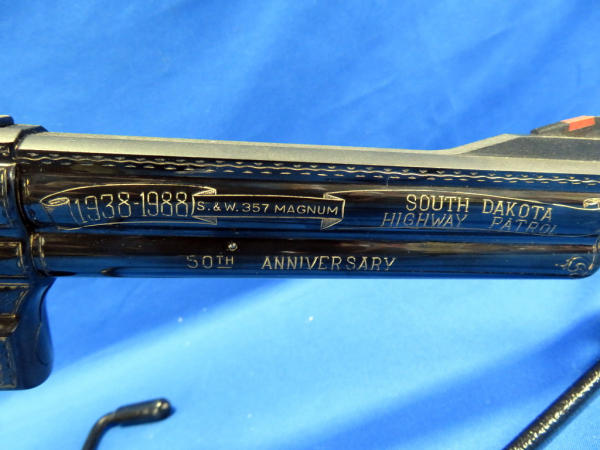 1938-1988
S. & W. 357 MAGNUM
SOUTH DAKOTA
HIGHWAY PATROL
50TH ANNIVERSARY